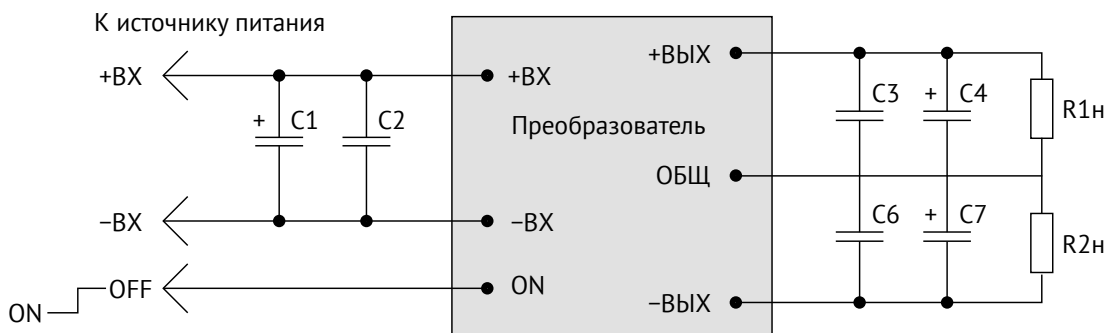 К источнику питания
+ВХ
+ C1
C2
−ВХ
ON
OFF
+ВХ
Преобразователь
−ВХ
ON
+ВЫХ
ОБЩ
−ВЫХ
C3
+ C4
R1н
C6
+ C7
R2н